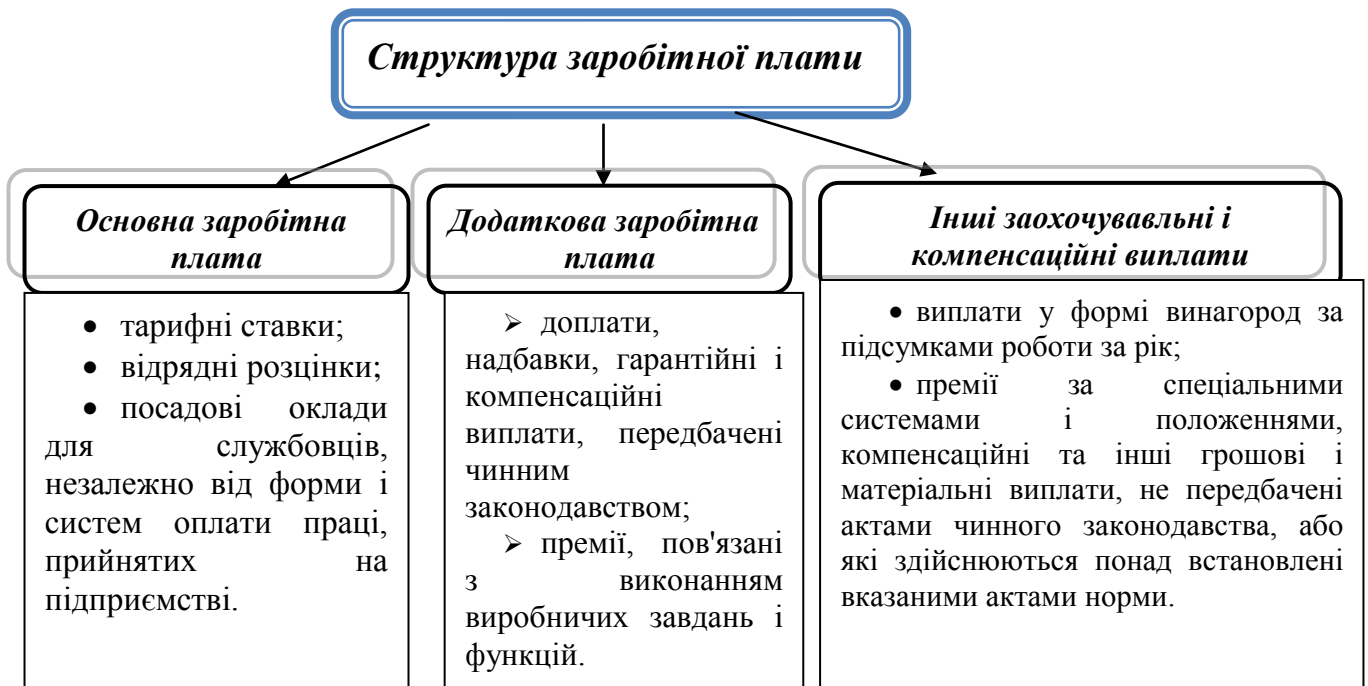 Структура заробітної плати
Основна заробітна
плата
• тарифні ставки;
• відрядні розцінки;
• посадові оклади
для службовців,
незалежно від форми і
систем оплати праці,
прийнятих на
підприємстві.
Додаткова заробітна
плата
➢ доплати,
надбавки, гарантійні і
компенсаційні
виплати, передбачені
чинним
законодавством;
➢ премії, пов'язані
з виконанням
виробничих завдань і
функцій.
Інші заохочувавльні і
компенсаційні виплати
• виплати у формі винагород за
підсумками роботи за рік;
• премії за спеціальними
системами і положеннями,
компенсаційні та інші грошові і
матеріальні виплати, не передбачені
актами чинного законодавства, або
які здійснюються понад встановлені
вказаними актами норми.